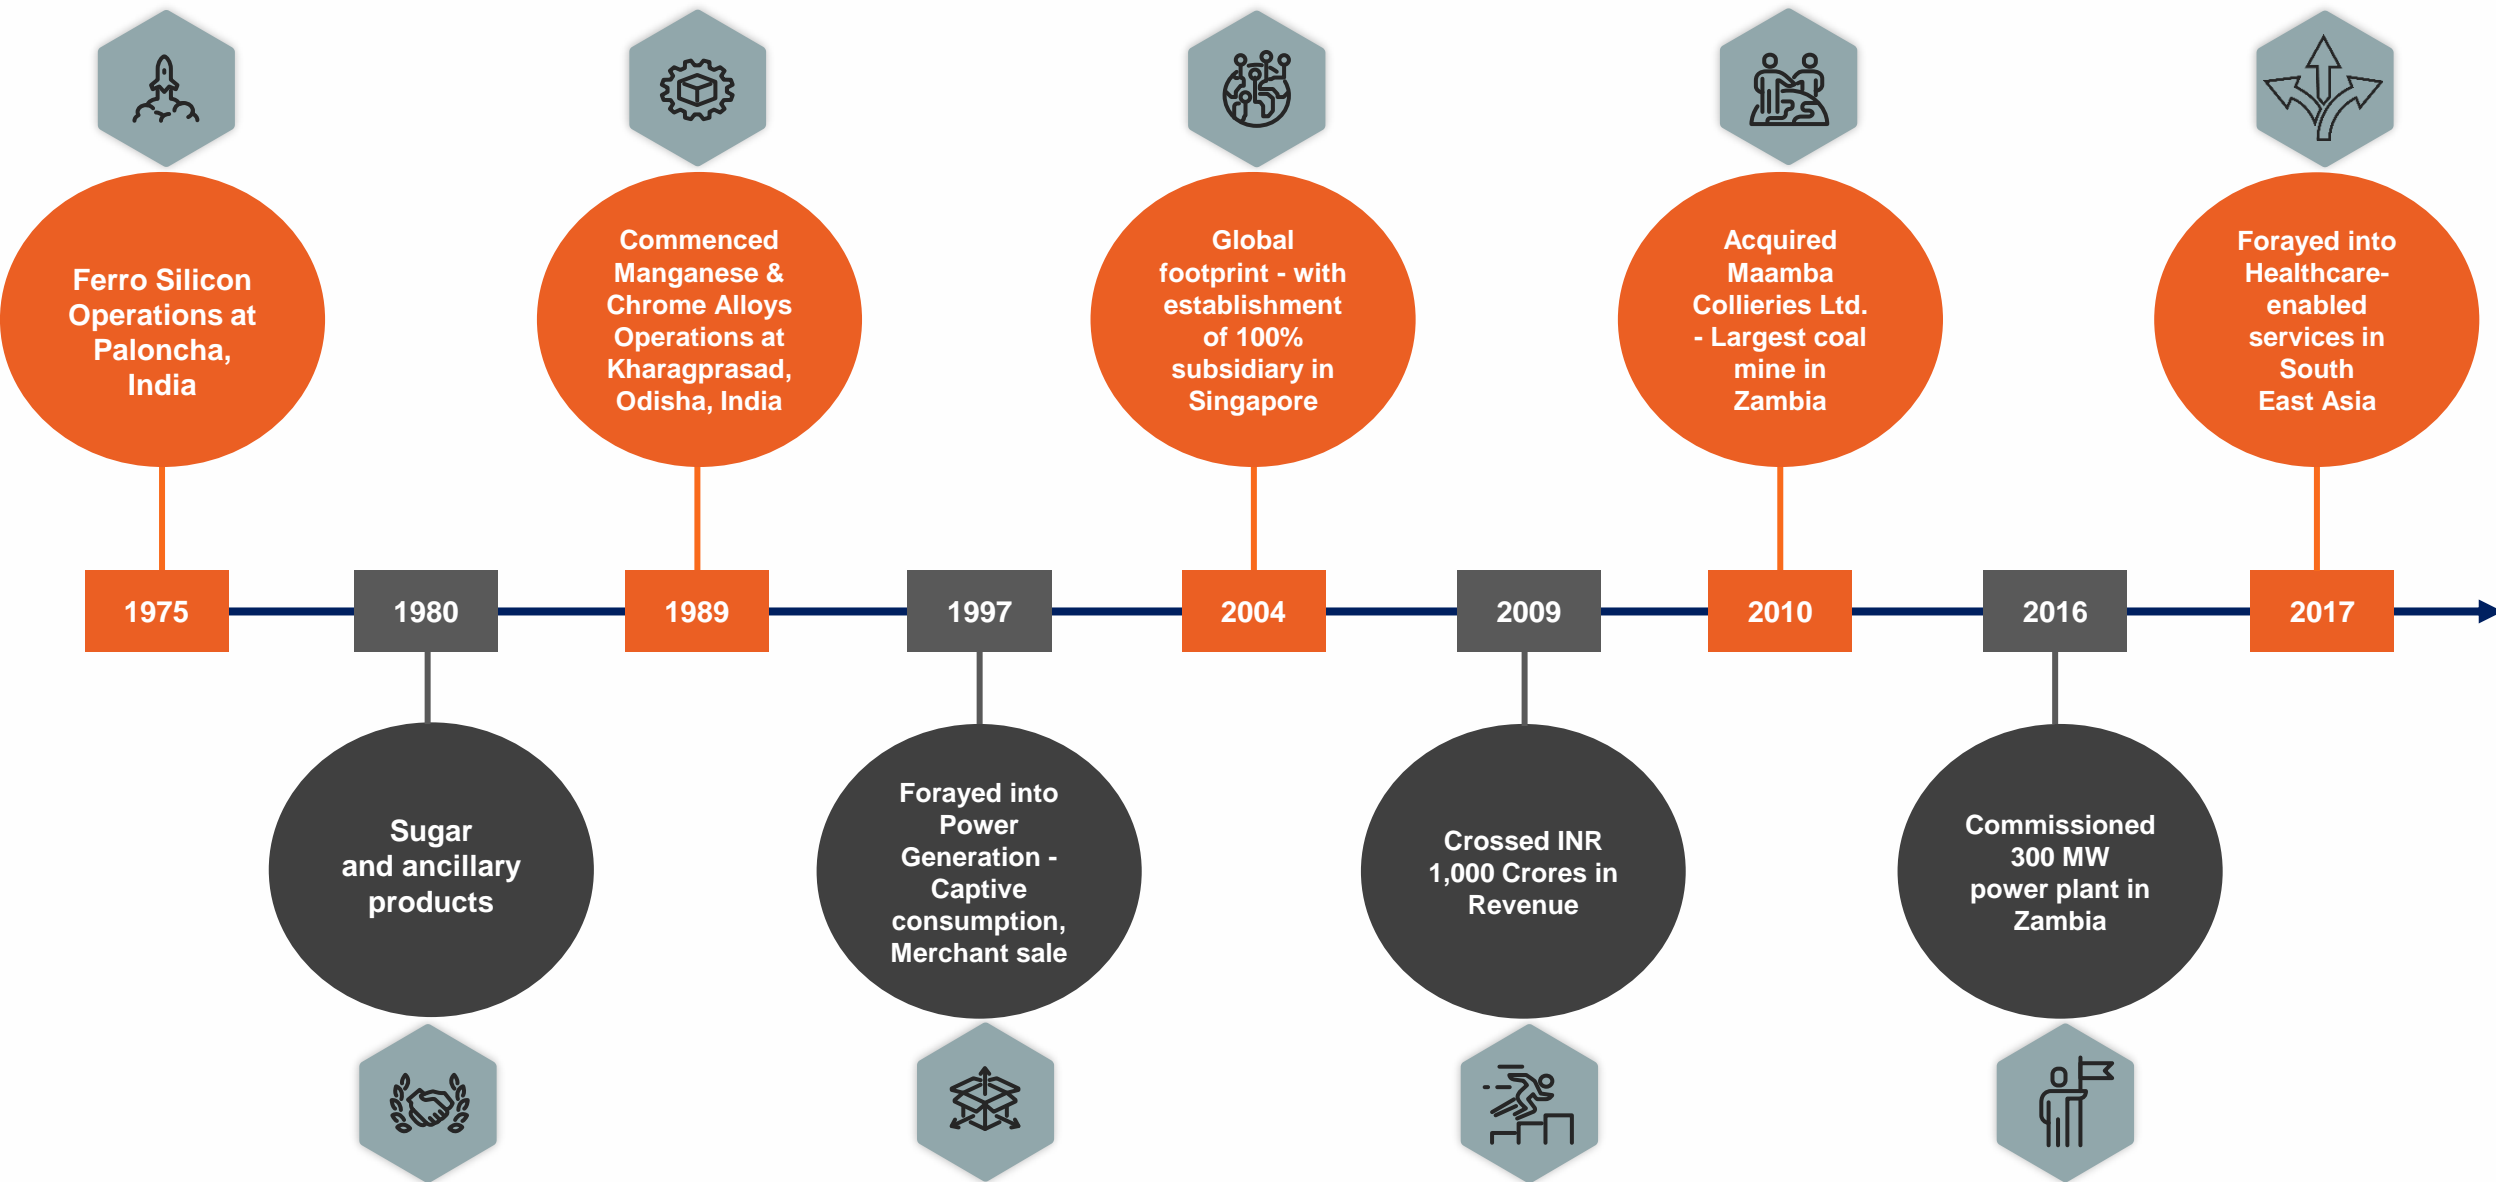 Ferro Silicon
Operations at
Paloncha,
India
Commenced
Manganese &
Chrome Alloys
Operations at
Kharagprasad,
Odisha, India
Global
footprint - with
establishment
of 100%
subsidiary in
Singapore
Acquired
Maamba
Collieries Ltd.
- Largest coal
mine in
Zambia
Forayed into
Healthcare-
enabled
services in
South
East Asia
1975
1980
1989
1997
2004
2009
2010
2016
2017
Sugar
and ancillary
products
Forayed into
Power
Generation -
Captive
consumption,
Merchant sale
Crossed INR
1,000 Crores in
Revenue
Commissioned
300 MW
power plant in
Zambia